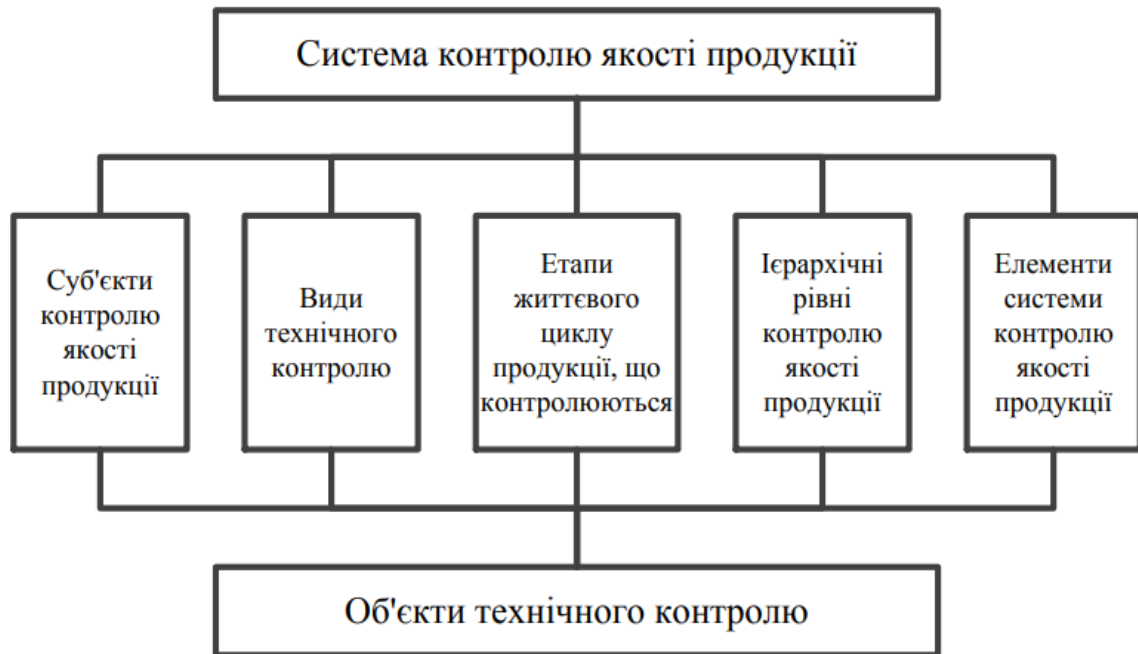 Система контролю якості продукції
Суб'єкти
контролю
якості
продукції
Види
технічного
контролю
Етапи
життєвого
циклу
продукції, що
контролюються
Ієрархічні
рівні
контролю
якості
продукції
Елементи
системи
контролю
якості
продукції
Об'єкти технічного контролю